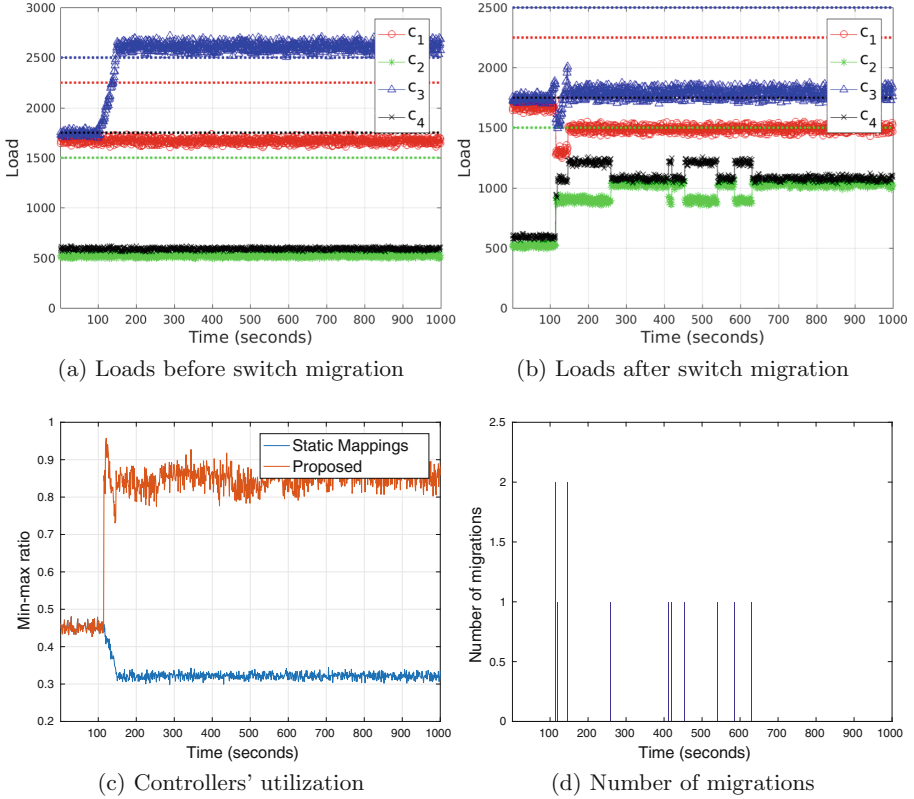 3000
2500
2000
1500
1000
500
0
Load
c1
c2
c3
c4
100 200 300 400 500 600 700 800 900 1000
Time (seconds)
(a) Loads before switch migration
2500
2000
1500
1000
500
0
Load
c1
c2
c3
c4
100 200 300 400 500 600 700 800 900 1000
Time (seconds)
(b) Loads after switch migration
1
0.9
0.8
0.7
0.6
0.5
0.4
0.3
0.2
Min-max ratio
Static Mappings
Proposed
100 200 300 400 500 600 700 800 900 1000
Time (seconds)
(c) Controllers’ utilization
2.5
2
1.5
1
0.5
0
Number of migrations
100 200 300 400 500 600 700 800 900 1000
Time (seconds)
(d) Number of migrations